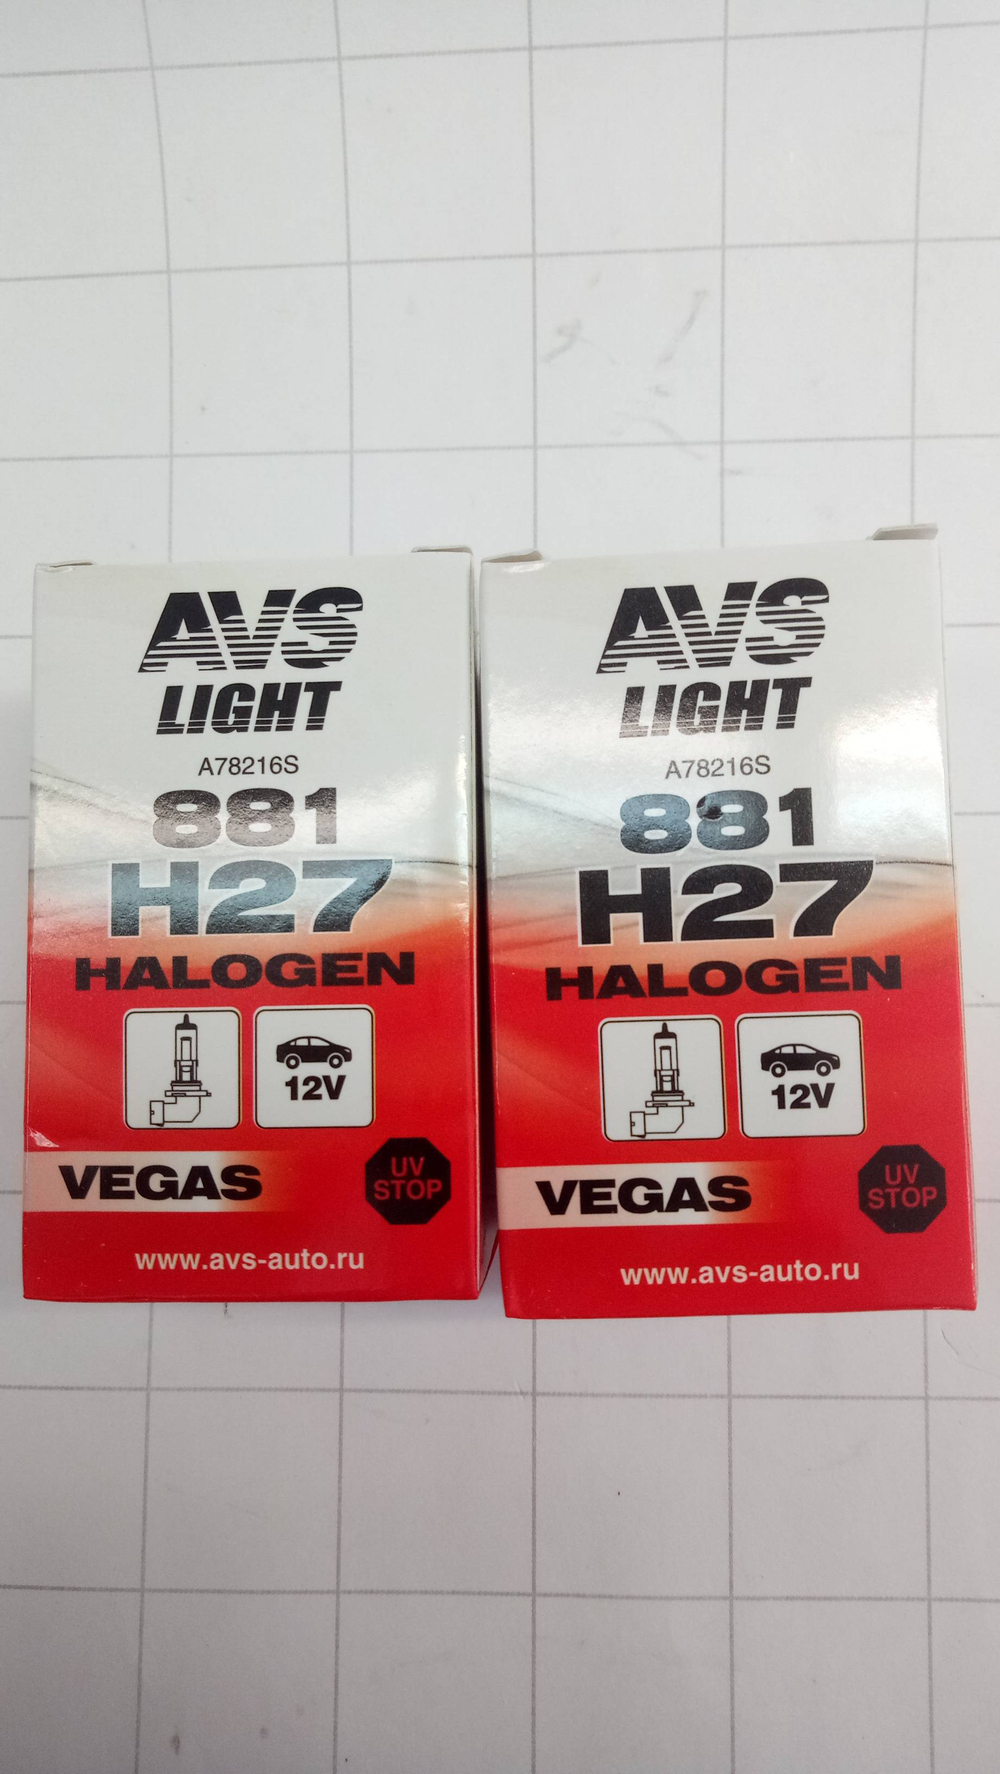 AVS
LIGHT
A78216S
881
H27
HALOGEN
12V
VEGAS
UV
STOP
www.avs-auto.ru
AVS
LIGHT
A78216S
881
H27
HALOGEN
12V
VEGAS
UV
STOP
www.avs-auto.ru